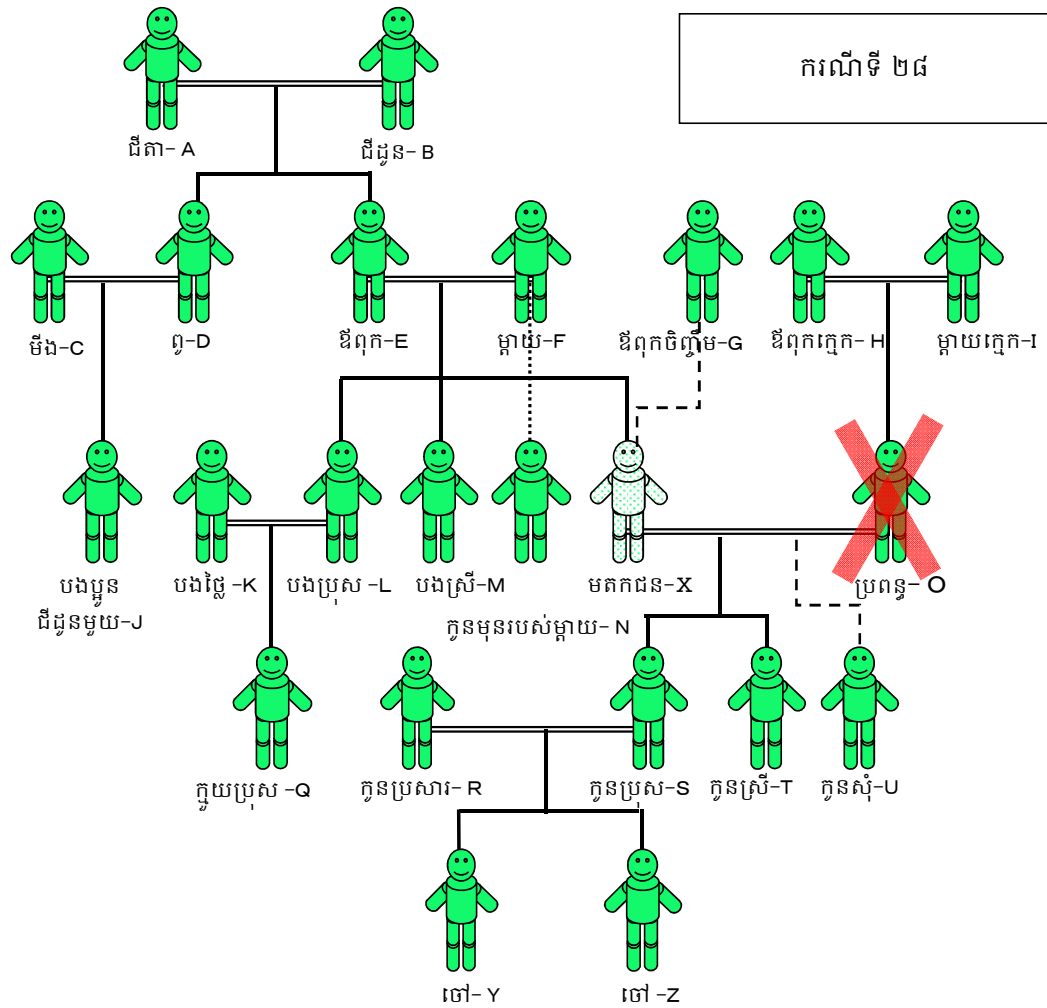 ករណីទី ២៨
ជីតា- A
ជីដូន- B
មីង-C
ពូ-D
ឪពុក-E
ម្តាយ-F
ឪពុកចិញ្ចឹម-G
ឪពុកក្មេក- H
ម្តាយក្មេក-I
បងប្អូន
ជីដូនមួយ-J
បងថ្លៃ -K
បងប្រុស -L
បងស្រី-M
មតកជន-X
ប្រពន្ធ- O
កូនមុនរបស់ម្តាយ- N
ក្មួយប្រុស -Q
កូនប្រសារ- R
កូនប្រុស-S
កូនស្រី-T
កូនសុំ-U
ចៅ- Y
ចៅ -Z